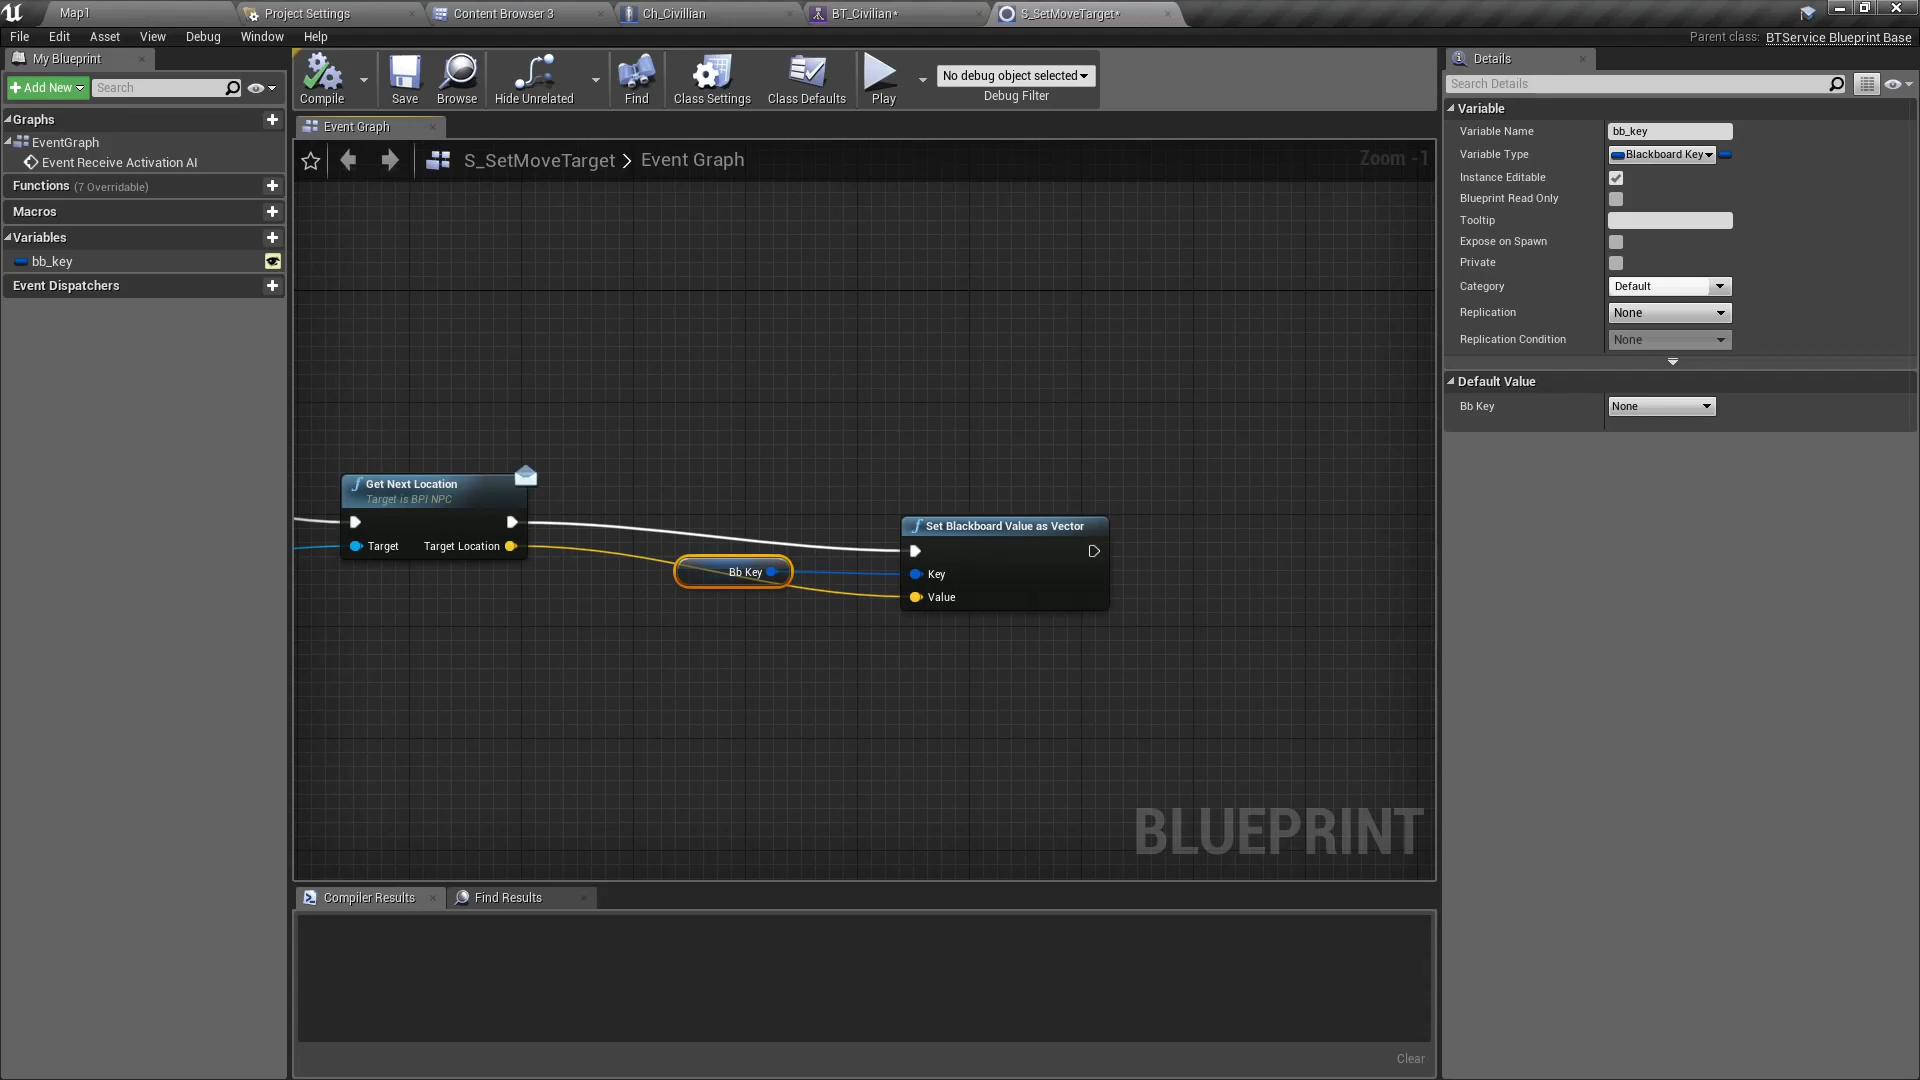 Map1
Project Settings
Content Browser 3
Ch_Civillian
BT_Civilian*
S_SetMoveTarget*
File Edit Asset View Debug Window Help
Parent class: BTService Blueprint Base
My Blueprint
Add New
Search
Graphs
EventGraph
Event Receive Activation AI
Functions (7 Overridable)
Macros
Variables
bb_key
Event Dispatchers
Compile
Save
Browse
Hide Unrelated
Find
Class Settings
Class Defaults
Play
No debug object selected
Debug Filter
Event Graph
S_SetMoveTarget > Event Graph
Zoom -1
Get Next Location
Target is BPI NPC
Target
Target Location
Bb Key
Set Blackboard Value as Vector
Key
Value
BLUEPRINT
Compiler Results
Find Results
Clear
Details
Search Details
Variable
Variable Name bb_key
Variable Type Blackboard Key
Instance Editable
Blueprint Read Only
Tooltip
Expose on Spawn
Private
Category Default
Replication None
Replication Condition None
Default Value
Bb Key None